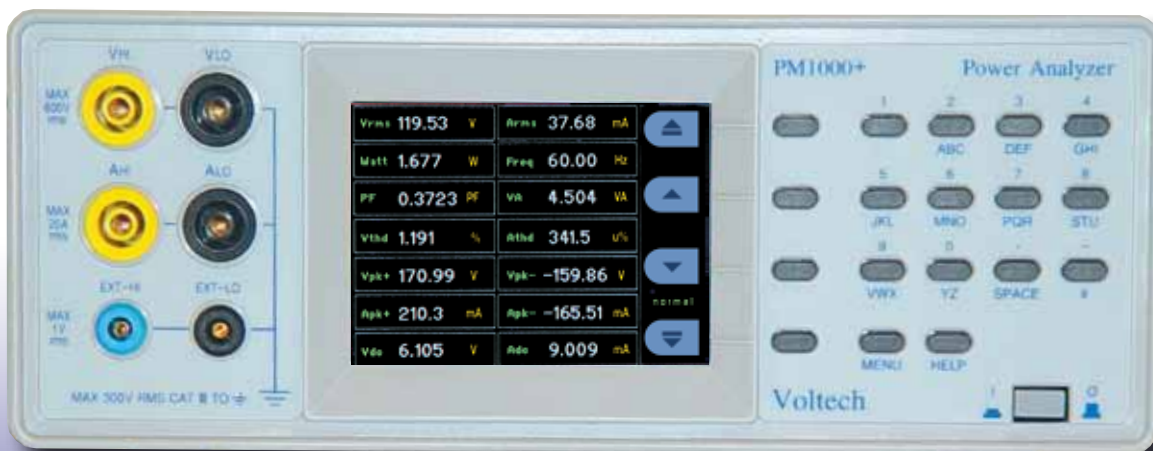 VHI VLO
MAX
600V
rms
AHI ALO
MAX
20A
rms
EXT-HI EXT-LO
MAX
1V
rms
MAX 500V RMS CAT III TO
Vrms 119.53 V Arms 37.68 mA
Watt 1.677 W Freq 60.00 Hz
PF 0.3723 PF VA 4.504 VA
Vthd 1.191 % Athd 341.5 u%
Vpk+ 170.99 V Vpk- -159.86 V
normal
Apk+ 210.3 mA Apk- -165.51 mA
Vdc 6.105 V Adc 9.009 mA
PM1000+ Power Analyzer
1 2 3 4
ABC DEF GHI
5 6 7 8
JKL MNO PQR STU
9 0 . -
VWX YZ SPACE #
MENU HELP
Voltech
I O